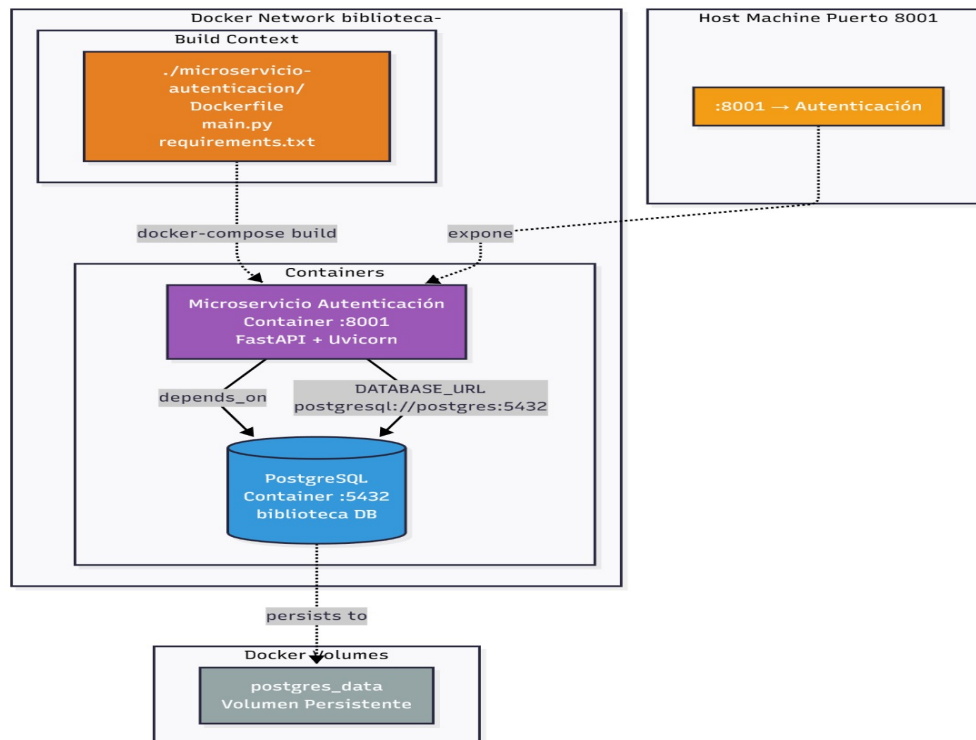 Docker Network biblioteca-
Build Context
./microservicio-
autenticacion/
Dockerfile
main.py
requirements.txt
Host Machine Puerto 8001
:8001 → Autenticación
docker-compose build
expone
Containers
Microservicio Autenticación
Container :8001
FastAPI + Uvicorn
depends_on
DATABASE_URL
postgresql://postgres:5432
PostgreSQL
Container :5432
biblioteca DB
persists to
Docker Volumes
postgres_data
Volumen Persistente